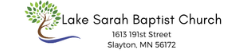 Lake Sarah Baptist Church
1613 191st Street
Slayton, MN 56172